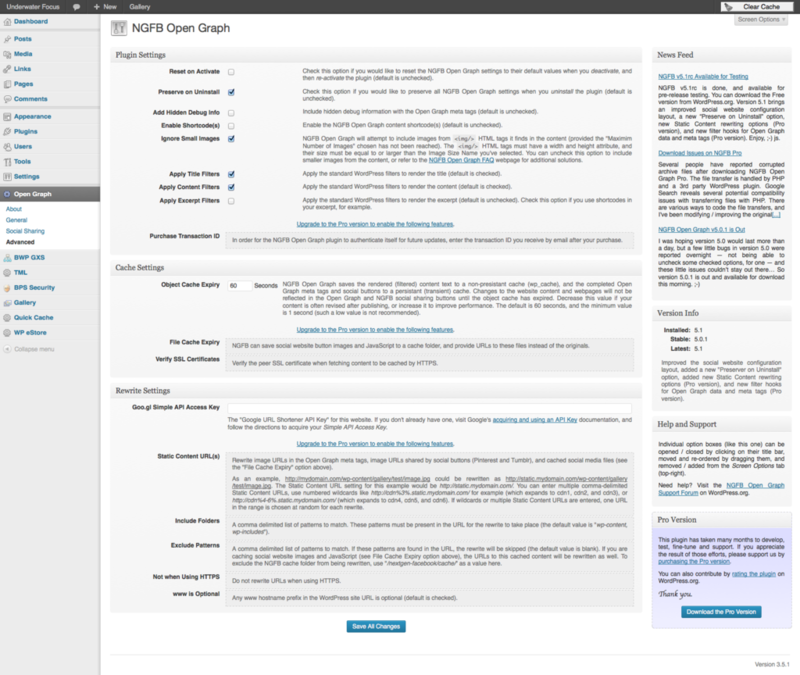 Underwater Focus
+ New
Gallery
Clear Cache
Screen Options
Dashboard
Posts
Media
Links
Pages
Comments
Appearance
Plugins
Users
Tools
Settings
Open Graph
About
General
Social Sharing
Advanced
BWP GXS
TML
BPS Security
Gallery
Quick Cache
WP eStore
Collapse menu
NGFB Open Graph
Plugin Settings
Reset on Activate
Check this option if you would like to reset the NGFB Open Graph settings to their default values when you deactivate, and
then re-activate the plugin (default is unchecked).
Preserve on Uninstall
Check this option if you would like to preserve all NGFB Open Graph settings when you uninstall the plugin (default is
unchecked).
Add Hidden Debug Info
Include hidden debug information with the Open Graph meta tags (default is unchecked).
Enable Shortcode(s)
Enable the NGFB Open Graph content shortcode(s) (default is unchecked).
Ignore Small Images
NGFB Open Graph will attempt to include images from <img/> HTML tags it finds in the content (provided the "Maximim
Number of Images" chosen has not been reached). The <img/> HTML tags must have a width and height attribute, and
their size must be equal to or larger than the Image Size Name you've selected. You can uncheck this option to include
smaller images from the content, or refer to the NGFB Open Graph FAQ webpage for additional solutions.
Apply Title Filters
Apply the standard WordPress filters to render the title (default is checked).
Apply Content Filters
Apply the standard WordPress filters to render the content (default is checked).
Apply Excerpt Filters
Apply the standard WordPress filters to render the excerpt (default is unchecked). Check this option if you use shortcodes in
your excerpt, for example.
Upgrade to the Pro version to enable the following features.
Purchase Transaction ID
In order for the NGFB Open Graph plugin to authenticate itself for future updates, enter the transaction ID you receive by email after your purchase.
Cache Settings
Object Cache Expiry
60 Seconds
NGFB Open Graph saves the rendered (filtered) content text to a non-presistant cache (wp_cache), and the completed Open
Graph meta tags and social buttons to a persistant (transient) cache. Changes to the website content and webpages will not be
reflected in the Open Graph and NGFB social sharing buttons until the object cache has expired. Decrease this value if your
content is often revised after publishing, or increase it to improve performance. The default is 60 seconds, and the minimum value
is 1 second (such a low value is not recommended).
Upgrade to the Pro version to enable the following features.
File Cache Expiry
NGFB can save social website button images and JavaScript to a cache folder, and provide URLs to these files instead of the originals.
Verify SSL Certificates
Verify the peer SSL certificate when fetching content to be cached by HTTPS.
Rewrite Settings
Goo.gl Simple API Access Key
The "Google URL Shortener API Key" for this website. If you don't already have one, visit Google's acquiring and using an API Key documentation, and
follow the directions to acquire your Simple API Access Key.
Upgrade to the Pro version to enable the following features.
Static Content URL(s)
Rewrite image URLs in the Open Graph meta tags, image URLs shared by social buttons (Pinterest and Tumblr), and cached social media files (see
the "File Cache Expiry" option above).
As an example, http://mydomain.com/wp-content/gallery/test/image.jpg could be rewritten as http://static.mydomain.com/wp-content/gallery
/test/image.jpg. The Static Content URL setting for this example would be http://static.mydomain.com/. You can enter multiple comma-delimited
Static Content URLs, use numbered wildcards like http://cdn%3%.static.mydomain.com/ for example (which expands to cdn1, cdn2, and cdn3), or
http://cdn%4-6%.static.mydomain.com/ (which expands to cdn4, cdn5, and cdn6). If wildcards or multiple Static Content URLs are entered, one URL
in the range is choosen at random for each rewrite.
Include Folders
A comma delimited list of patterns to match. These patterns must be present in the URL for the rewrite to take place (the default value is "wp-content,
wp-includes").
Exclude Patterns
A comma delimited list of patterns to match. If these patterns are found in the URL, the rewrite will be skipped (the default value is blank). If you are
caching social website images and JavaScript (see File Cache Expiry option above), the URLs to this cached content will be rewriten as well. To
exclude the NGFB cache folder from being rewriten, use "/nextgen-facebook/cache/" as a value here.
Not when Using HTTPS
Do not rewrite URLs when using HTTPS.
www is Optional
Any www hostname prefix in the WordPress site URL is optional (default is checked).
Save All Changes
News Feed
NGFB v5.1rc Available for Testing
NGFB v5.1rc is done, and available for
pre-release testing. You can download the Free
version from WordPress.org. Version 5.1 brings
an improved social website configuration
layout, a new "Preserve on Uninstall" option,
new Static Content rewriting options (Pro
version), and new filter hooks for Open Graph
data and meta tags (Pro version). Enjoy, ;-) js.
Download Issues on NGFB Pro
Several people have reported corrupted
archive files after downloading NGFB Open
Graph Pro. The file transfer is handled by PHP
and a 3rd party WordPress plugin. Google
Search reveals several potential compatibility
issues with transferring files with PHP. There
are various ways to code the file transfers, and
I've been modifying / improving the original[...]
NGFB Open Graph v5.0.1 is Out
I was hoping version 5.0 would last more than
a day, but a few little bugs in version 5.0 were
reported overnight — not being able to
uncheck some checked options, for one — and
these little issues couldn't stay out there... So
version 5.0.1 is out and available for download
this morning. ;-)
Version Info
Installed: 5.1
Stable: 5.0.1
Latest: 5.1
Improved the social website configuration
layout, added a new "Preserver on Uninstall"
option, added new Static Content rewriting
options (Pro version), and new filter hooks
for Open Graph data and meta tags (Pro
version).
Help and Support
Individual option boxes (like this one) can be
opened / closed by clicking on their title bar,
moved and re-ordered by dragging them, and
removed / added from the Screen Options tab
(top-right).
Need help? Visit the NGFB Open Graph
Support Forum on WordPress.org.
Pro Version
This plugin has taken many months to develop,
test, fine-tune and support. If you appreciate
the result of those efforts, please support us by
purchasing the Pro version.
You can also contribute by rating the plugin on
WordPress.org.
Thank you.
Download the Pro Version
Version 3.5.1